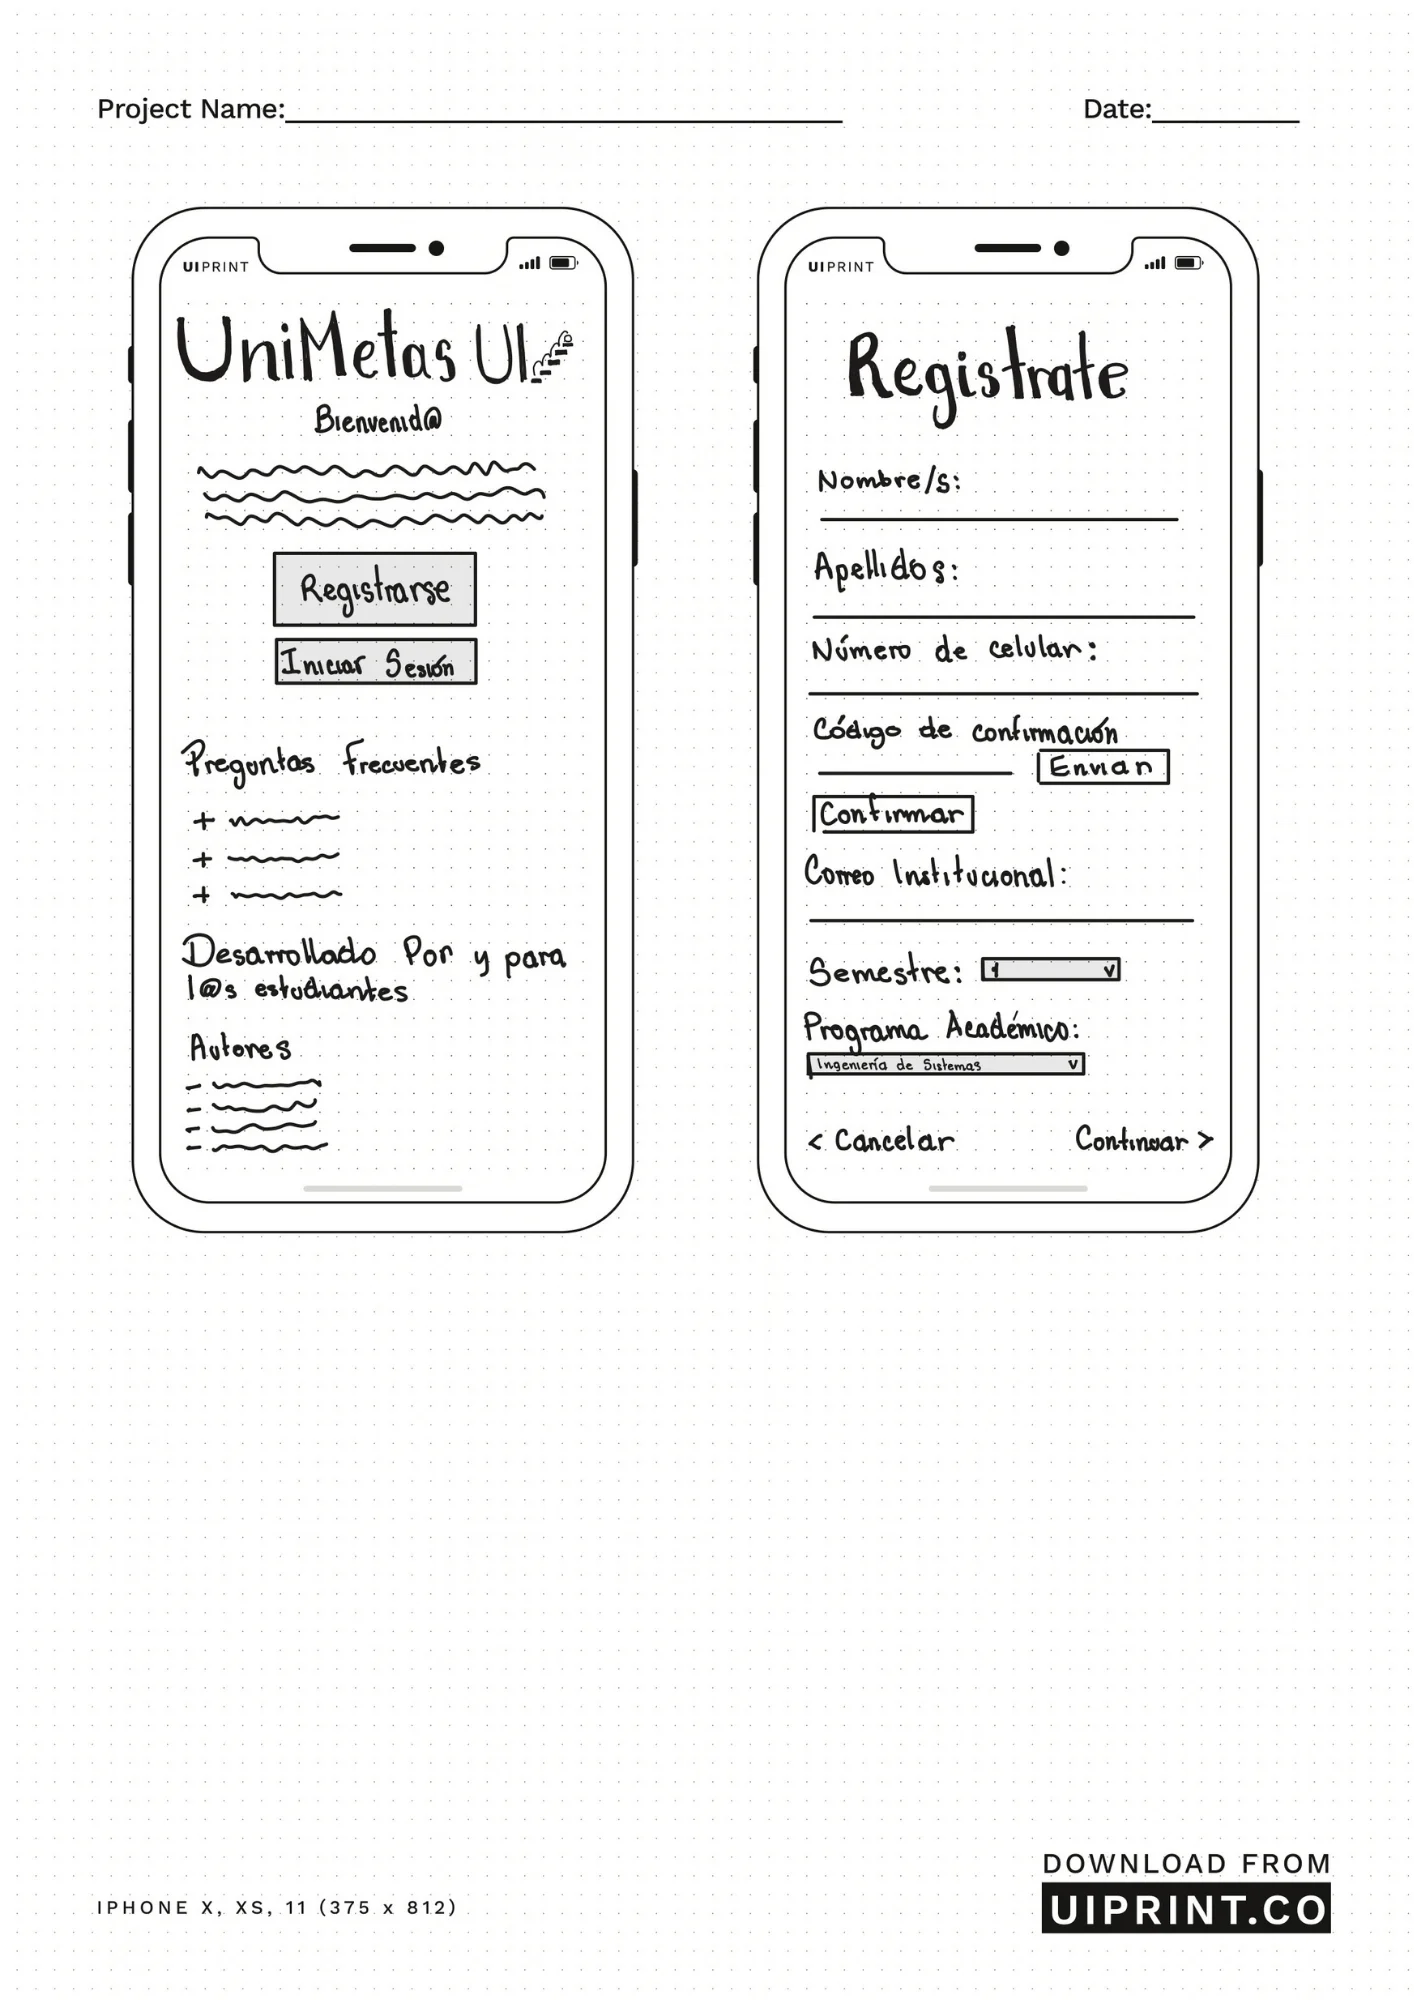 Project Name:
Date:
UIPRINT
UniMetas UI
Bienvenid@
Registrarse
Iniciar Sesión
Preguntas Frecuentes
+
+
+
Desarrollado Por y para
l@s estudiantes
Autores
-
-
-
-
UIPRINT
Registrate
Nombre/s:
Apellidos:
Número de celular:
Código de confirmación
Enviar
Confirmar
Correo Institucional:
Semestre: 1 v
Programa Académico:
Ingeniería de Sistemas v
< Cancelar Continuar >
IPHONE X, XS, 11 (375 x 812)
DOWNLOAD FROM
UIPRINT.CO